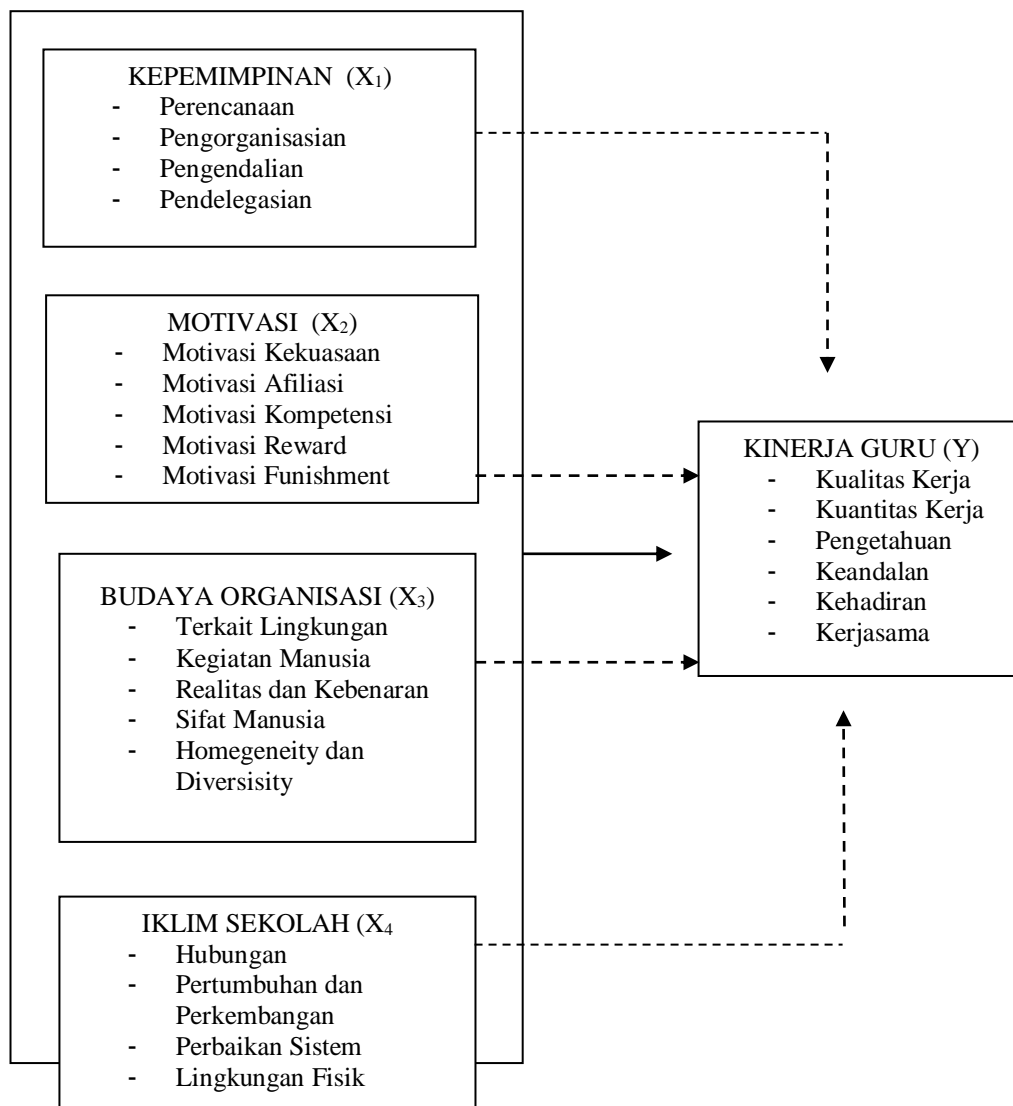 KEPEMIMPINAN (X₁)
- Perencanaan
- Pengorganisasian
- Pengendalian
- Pendelegasian
MOTIVASI (X₂)
- Motivasi Kekuasaan
- Motivasi Afiliasi
- Motivasi Kompetensi
- Motivasi Reward
- Motivasi Funishment
BUDAYA ORGANISASI (X₃)
- Terkait Lingkungan
- Kegiatan Manusia
- Realitas dan Kebenaran
- Sifat Manusia
- Homegeneity dan
Diversisity
IKLIM SEKOLAH (X₄
- Hubungan
- Pertumbuhan dan
Perkembangan
- Perbaikan Sistem
- Lingkungan Fisik
KINERJA GURU (Y)
- Kualitas Kerja
- Kuantitas Kerja
- Pengetahuan
- Keandalan
- Kehadiran
- Kerjasama